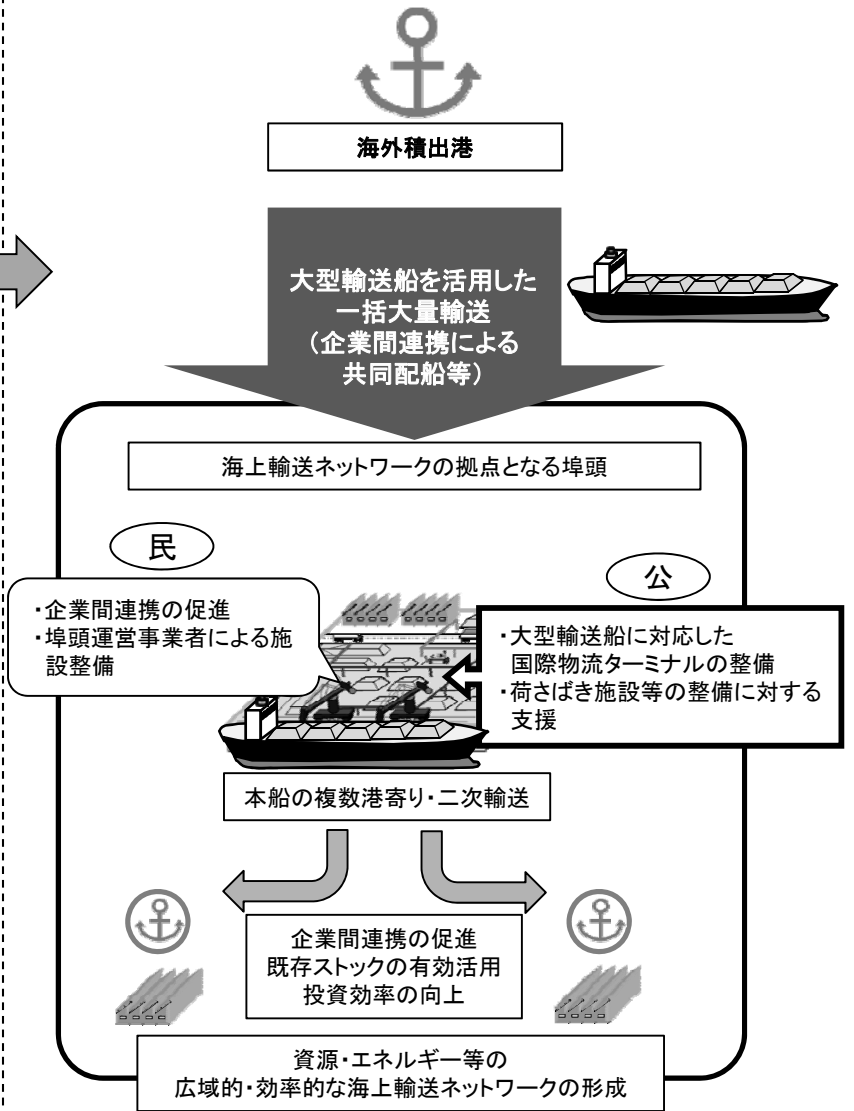 海外積出港
大型輸送船を活用した
一括大量輸送
（企業間連携による
共同配船等）
海上輸送ネットワークの拠点となる埠頭
民
公
・企業間連携の促進
・埠頭運営事業者による施
設整備
・大型輸送船に対応した
国際物流ターミナルの整備
・荷さばき施設等の整備に対する
支援
本船の複数港寄り・二次輸送
企業間連携の促進
既存ストックの有効活用
投資効率の向上
資源・エネルギー等の
広域的・効率的な海上輸送ネットワークの形成